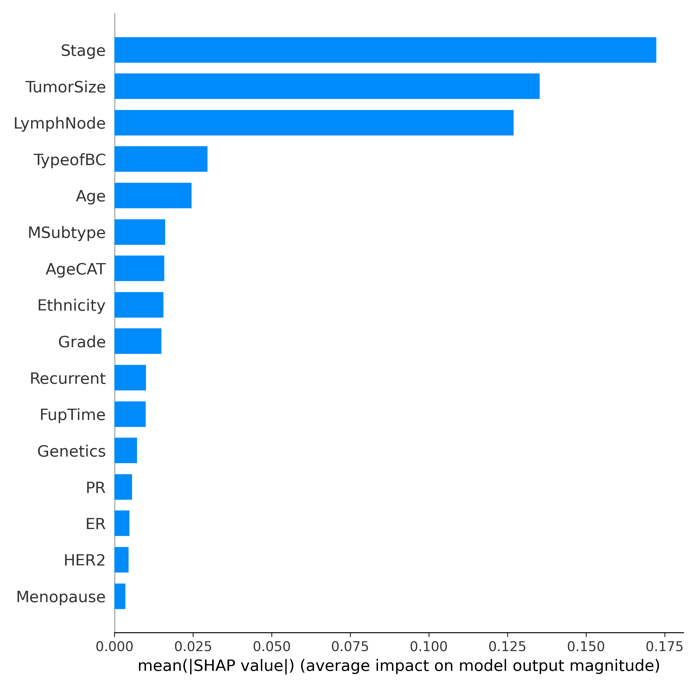 Stage
TumorSize
LymphNode
TypeofBC
Age
MSubtype
AgeCAT
Ethnicity
Grade
Recurrent
FupTime
Genetics
PR
ER
HER2
Menopause
0.000 0.025 0.050 0.075 0.100 0.125 0.150 0.175
mean(|SHAP value|) (average impact on model output magnitude)